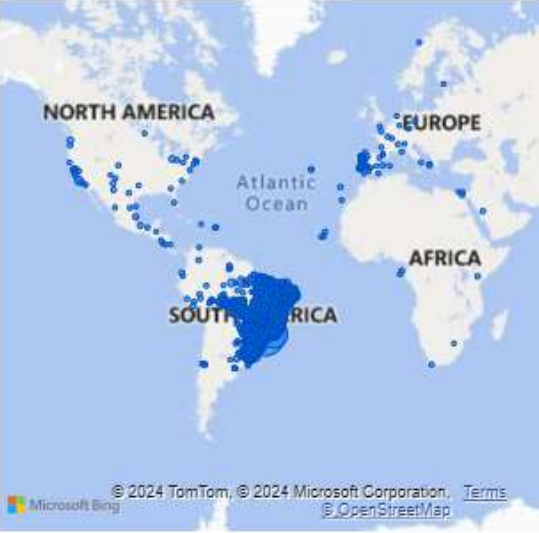 NORTH AMERICA
EUROPE
Atlantic
Ocean
AFRICA
SOUTH RICA
© 2024 TomTom, © 2024 Microsoft Corporation, Terms
Microsoft Bing
© OpenStreetMap